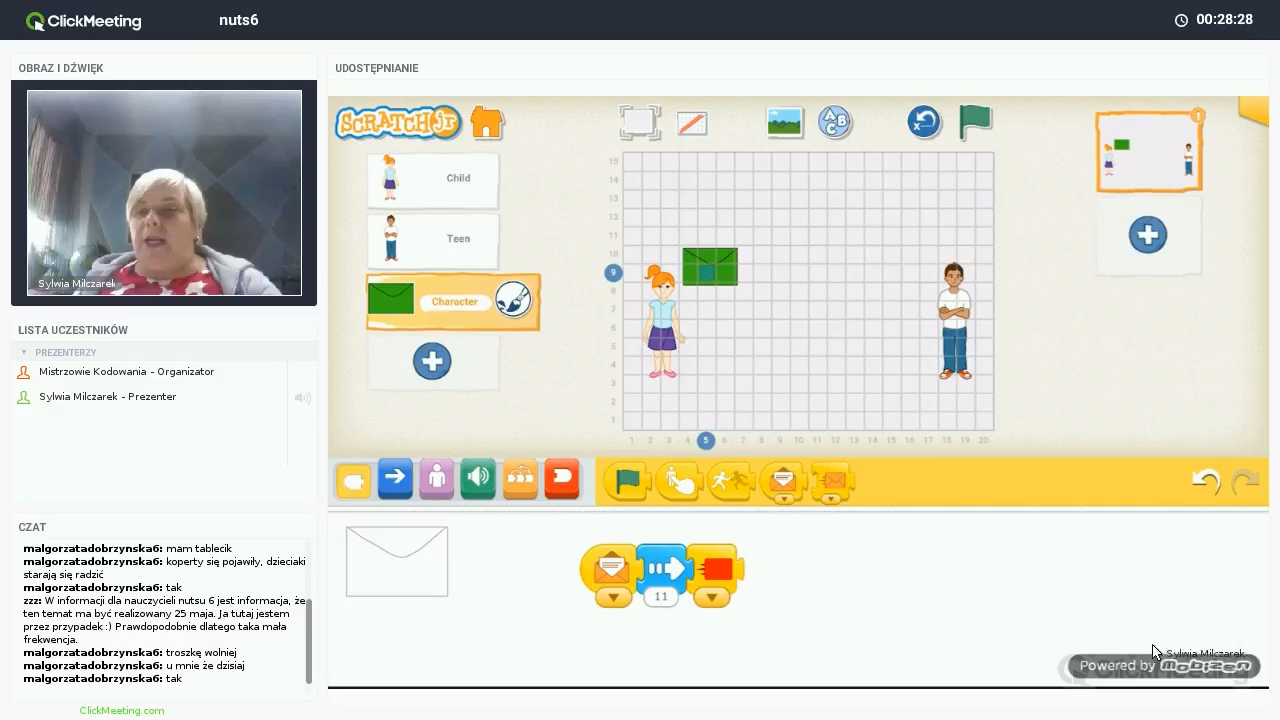 ClickMeeting
nuts6
00:28:28
OBRAZ I DŹWIĘK
UDOSTĘPNIANIE
Sylwia Milczarek
LISTA UCZESTNIKÓW
PREZENTERZY
Mistrzowie Kodowania - Organizator
Sylwia Milczarek - Prezenter
CZAT
malgorzatadobrzynska6: mam tablecik
malgorzatadobrzynska6: koperty się pojawiły, dzieciaki
starają się radzić
malgorzatadobrzynska6: tak
zzz: W informacji dla nauczycieli nutsu 6 jest informacja, że
ten temat ma być realizowany 25 maja. Ja tutaj jestem
przez przypadek :) Prawdopodobnie dlatego taka mała
frekwencja.
malgorzatadobrzynska6: troszkę wolniej
malgorzatadobrzynska6: u mnie że dzisiaj
malgorzatadobrzynska6: tak
ClickMeeting.com
SCRATCHJr
ABC
1
Child
Teen
Character
15
14
13
12
11
10
9
8
7
6
5
4
3
2
1
1 2 3 4 5 6 7 8 9 10 11 12 13 14 15 16 17 18 19 20
11
Sylwia Milczarek
Powered by Mobizen
ClickMeeting